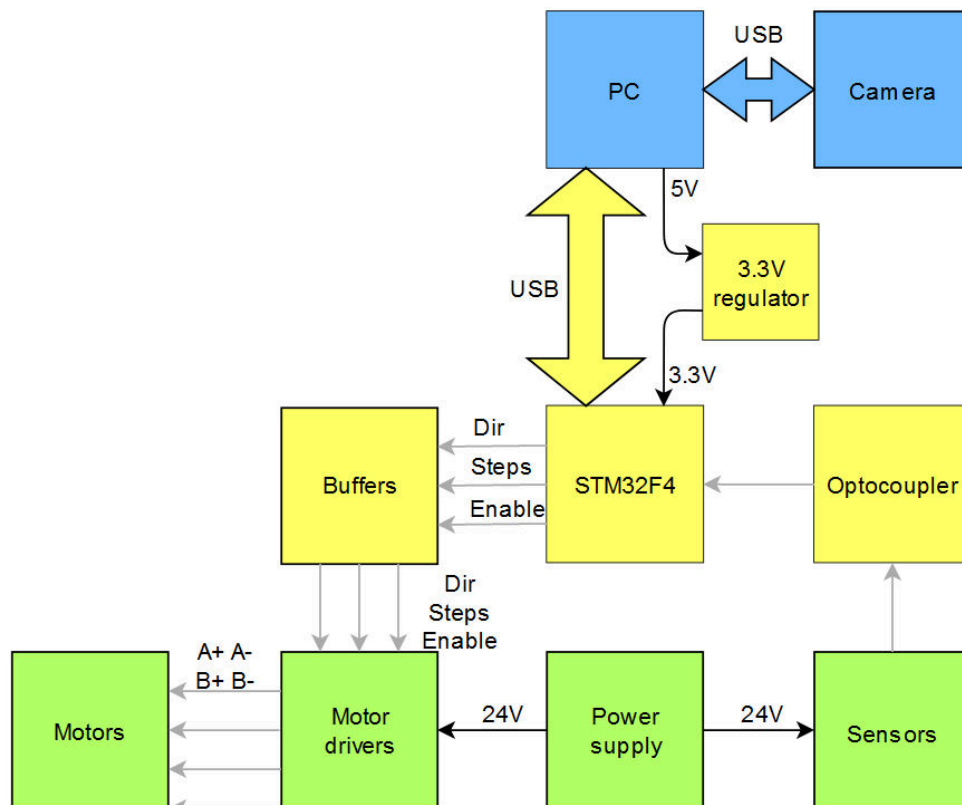 USB
PC
Camera
5V
3.3V
regulator
USB
3.3V
Dir
Steps
Enable
Buffers
STM32F4
Optocoupler
Dir
Steps
Enable
A+ A-
B+ B-
Motors
Motor
drivers
24V
Power
supply
24V
Sensors